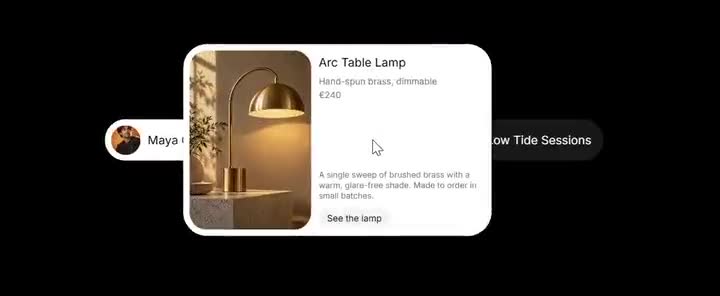 Arc Table Lamp
Hand-spun brass, dimmable
€240
Maya
Low Tide Sessions
A single sweep of brushed brass with a
warm, glare-free shade. Made to order in
small batches.
See the lamp